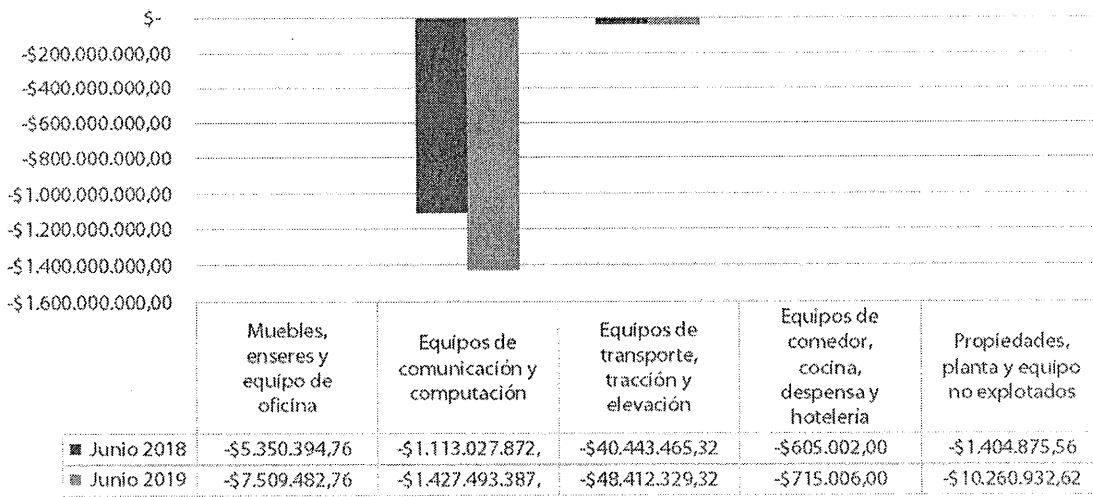 $-
-$200.000.000,00
-$400.000.000,00
-$600.000.000,00
-$800.000.000,00
-$1.000.000.000,00
-$1.200.000.000,00
-$1.400.000.000,00
-$1.600.000.000,00
Muebles,
enseres y
equipo de
oficina
Equipos de
comunicación y
computación
Equipos de
transporte,
tracción y
elevación
Equipos de
comedor,
cocina,
despensa y
hotelería
Propiedades,
planta y equipo
no explotados
Junio 2018 -$5.350.394,76 -$1.113.027.872, -$40.443.465,32 -$605.002,00 -$1.404.875,56
Junio 2019 -$7.509.482,76 -$1.427.493.387, -$48.412.329,32 -$715.006,00 -$10.260.932,62